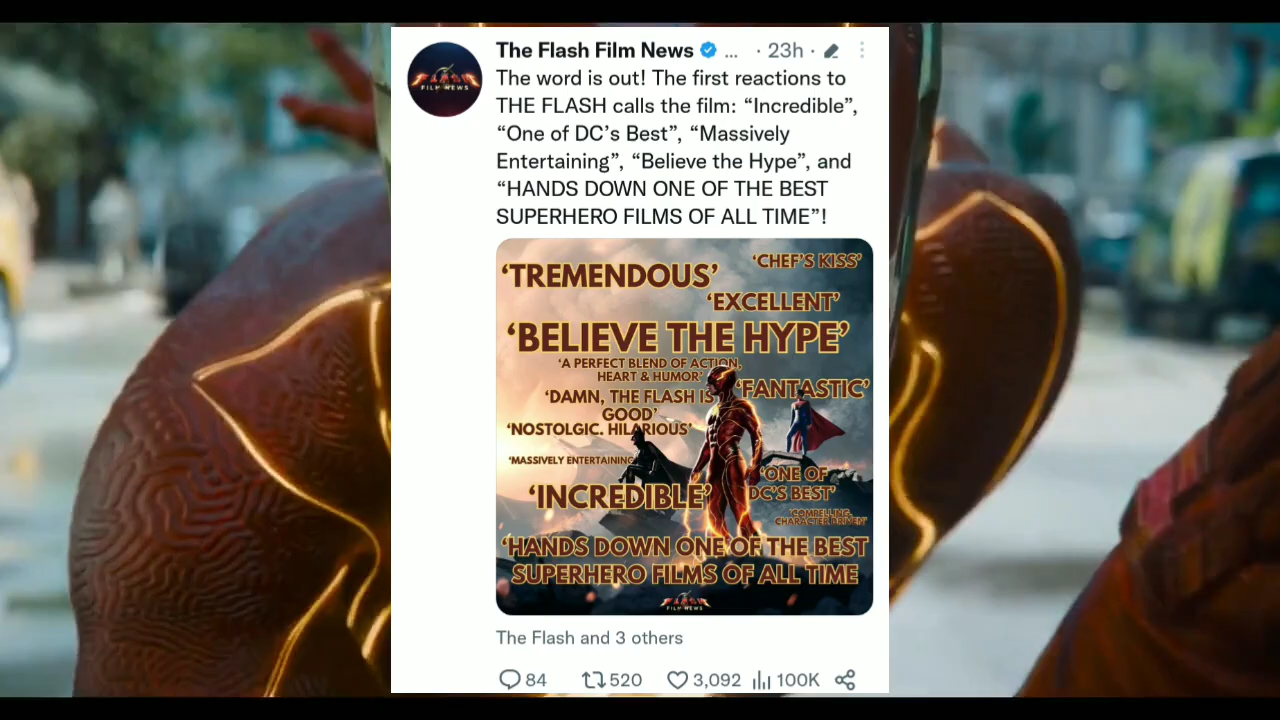 The Flash Film News ... · 23h ·
The word is out! The first reactions to
THE FLASH calls the film: “Incredible”,
“One of DC’s Best”, “Massively
Entertaining”, “Believe the Hype”, and
“HANDS DOWN ONE OF THE BEST
SUPERHERO FILMS OF ALL TIME”!
FLASH
FILM NEWS
‘CHEF’S KISS’
‘TREMENDOUS’
‘EXCELLENT’
‘BELIEVE THE HYPE’
‘A PERFECT BLEND OF ACTION,
HEART & HUMOR’
‘FANTASTIC’
‘DAMN, THE FLASH IS
GOOD’
‘NOSTOLGIC. HILARIOUS’
‘MASSIVELY ENTERTAINING
‘ONE OF
DC’S BEST’
‘INCREDIBLE’
‘COMPELLING,
CHARACTER DRIVEN’
‘HANDS DOWN ONE OF THE BEST
SUPERHERO FILMS OF ALL TIME
FLASH
FILM NEWS
The Flash and 3 others
84 520 3,092 100K